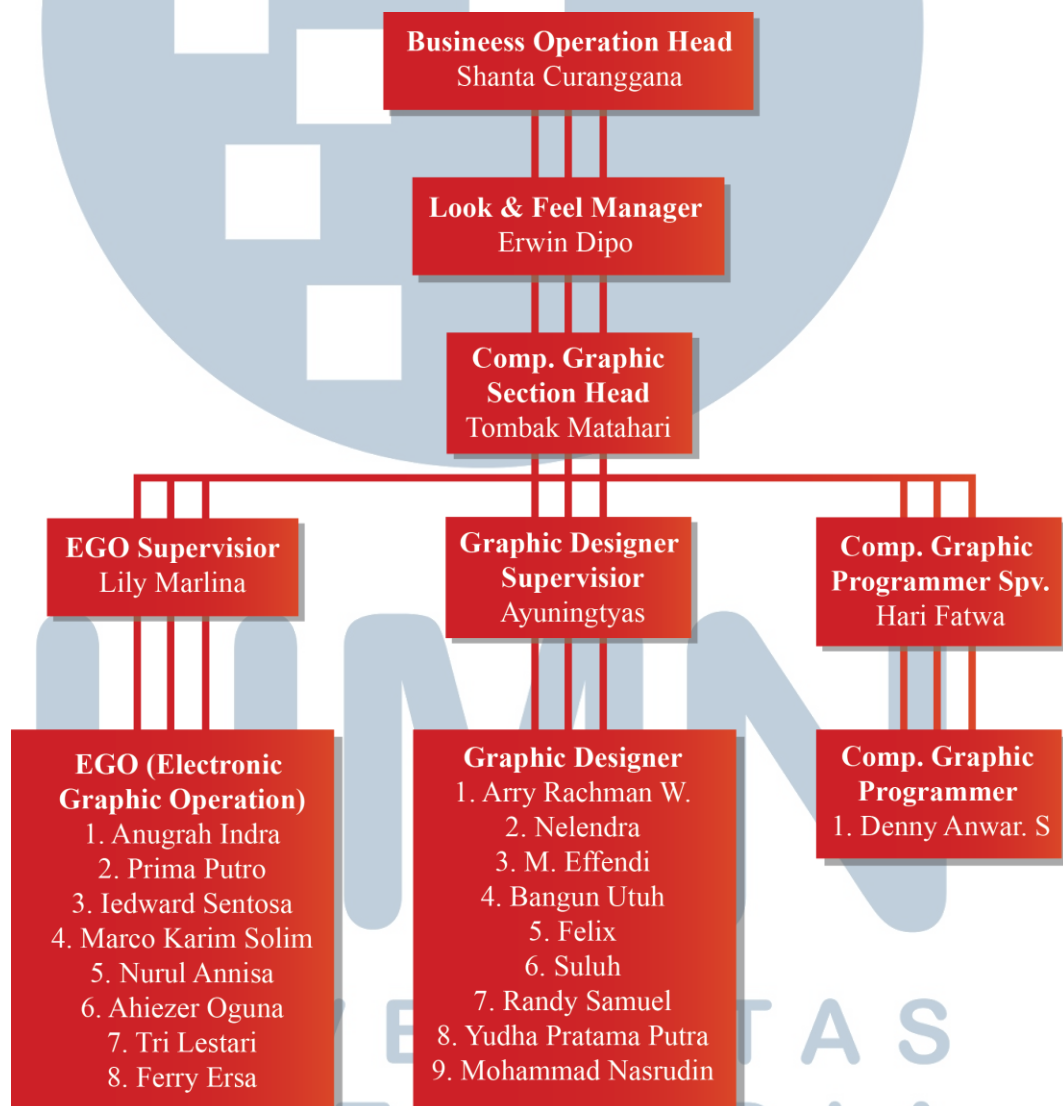 Busineess Operation Head
Shanta Curanggana
Look & Feel Manager
Erwin Dipo
Comp. Graphic
Section Head
Tombak Matahari
EGO Supervisior
Lily Marlina
Graphic Designer
Supervisior
Ayuningtyas
Comp. Graphic
Programmer Spv.
Hari Fatwa
EGO (Electronic
Graphic Operation)
1. Anugrah Indra
2. Prima Putro
3. Iedward Sentosa
4. Marco Karim Solim
5. Nurul Annisa
6. Ahiezer Oguna
7. Tri Lestari
8. Ferry Ersa
Graphic Designer
1. Arry Rachman W.
2. Nelendra
3. M. Effendi
4. Bangun Utuh
5. Felix
6. Suluh
7. Randy Samuel
8. Yudha Pratama Putra
9. Mohammad Nasrudin
Comp. Graphic
Programmer
1. Denny Anwar. S
UMN